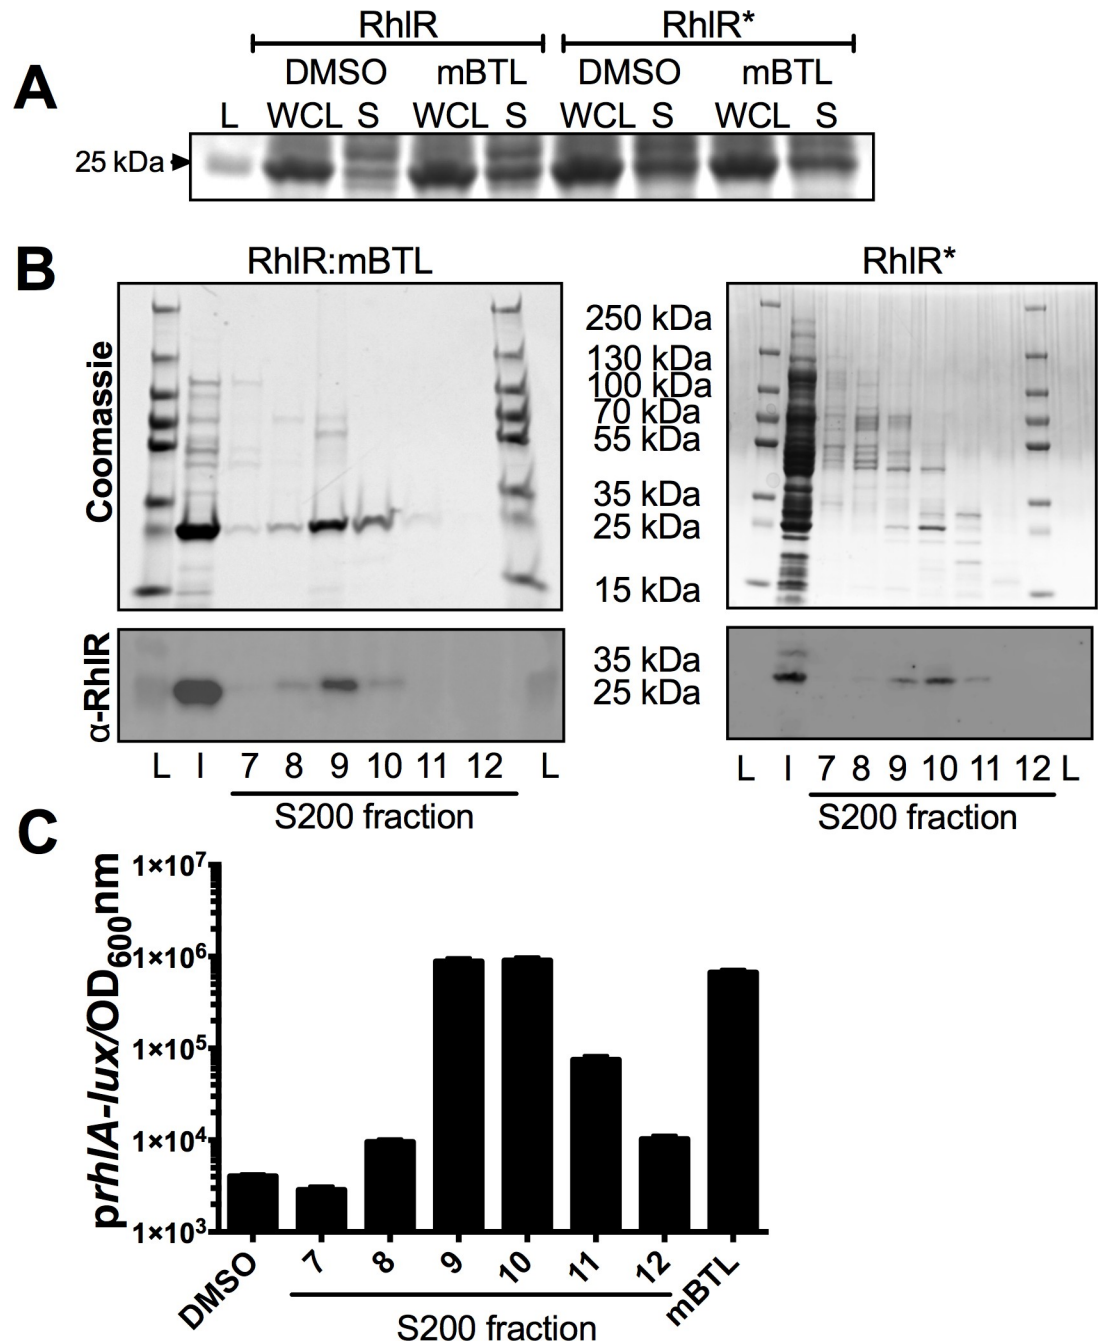 RhlR RhlR*
A
DMSO mBTL DMSO mBTL
L WCL S WCL S WCL S WCL S
25 kDa
B
RhlR:mBTL RhlR*
Coomassie
250 kDa
130 kDa
100 kDa
70 kDa
55 kDa
35 kDa
25 kDa
15 kDa
α-RhlR
35 kDa
25 kDa
L I 7 8 9 10 11 12 L L I 7 8 9 10 11 12 L
S200 fraction S200 fraction
C
prhlA-lux/OD600nm
1×10⁷
1×10⁶
1×10⁵
1×10⁴
1×10³
DMSO 7 8 9 10 11 12 mBTL
S200 fraction